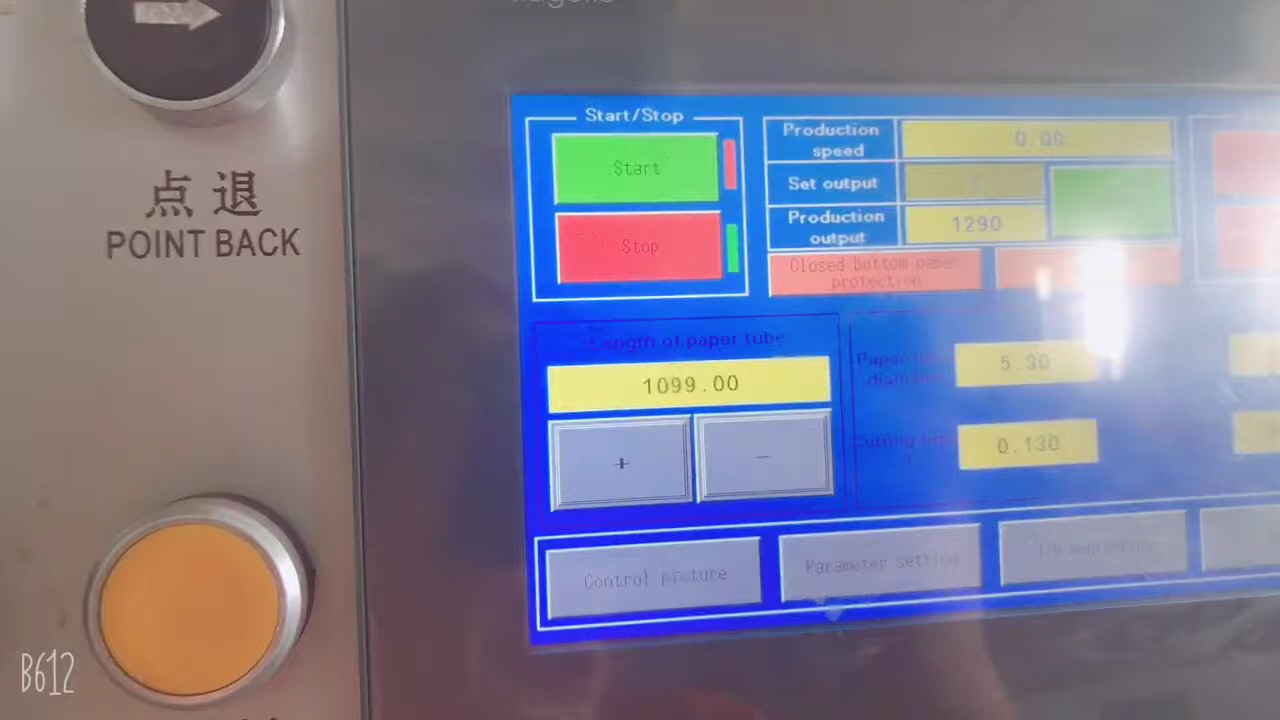 点退
POINT BACK
Start/Stop
Start
Stop
Production speed
0.00
Set output
Production output
1290
Closed bottom paper protection
Length of paper tube
1099.00
+
-
5.30
Cutting
0.130
Control picture
Parameter setting
B612